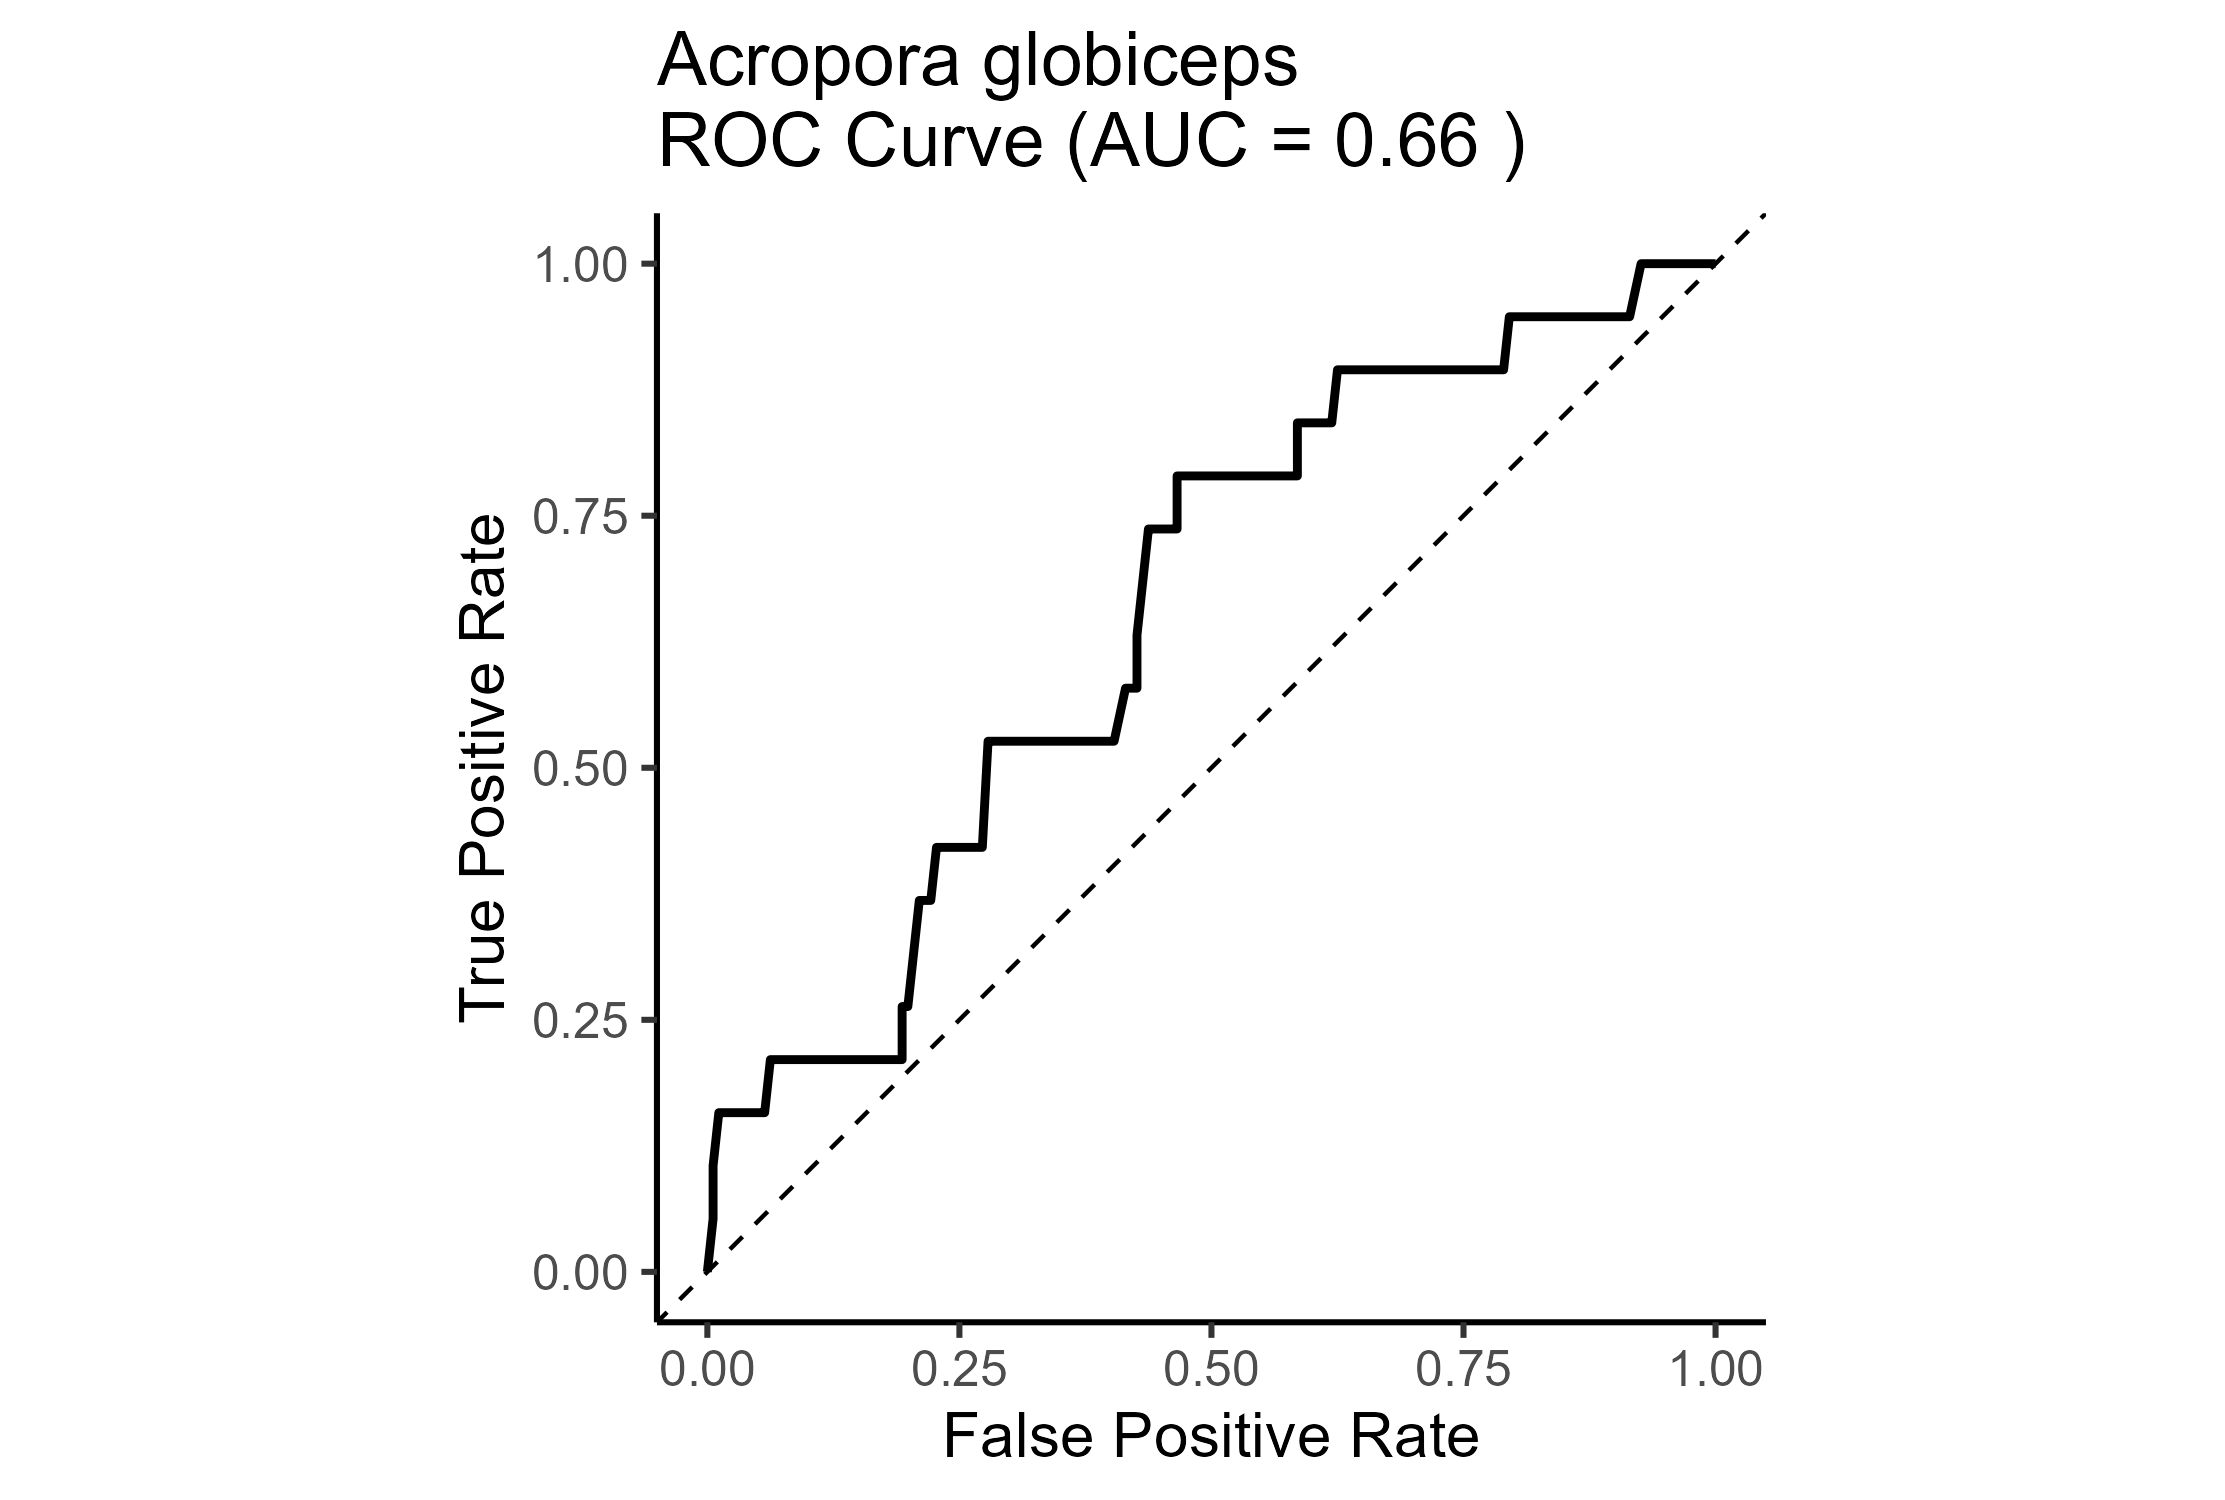 Acropora globiceps
ROC Curve (AUC = 0.66 )
True Positive Rate
1.00
0.75
0.50
0.25
0.00
0.00 0.25 0.50 0.75 1.00
False Positive Rate